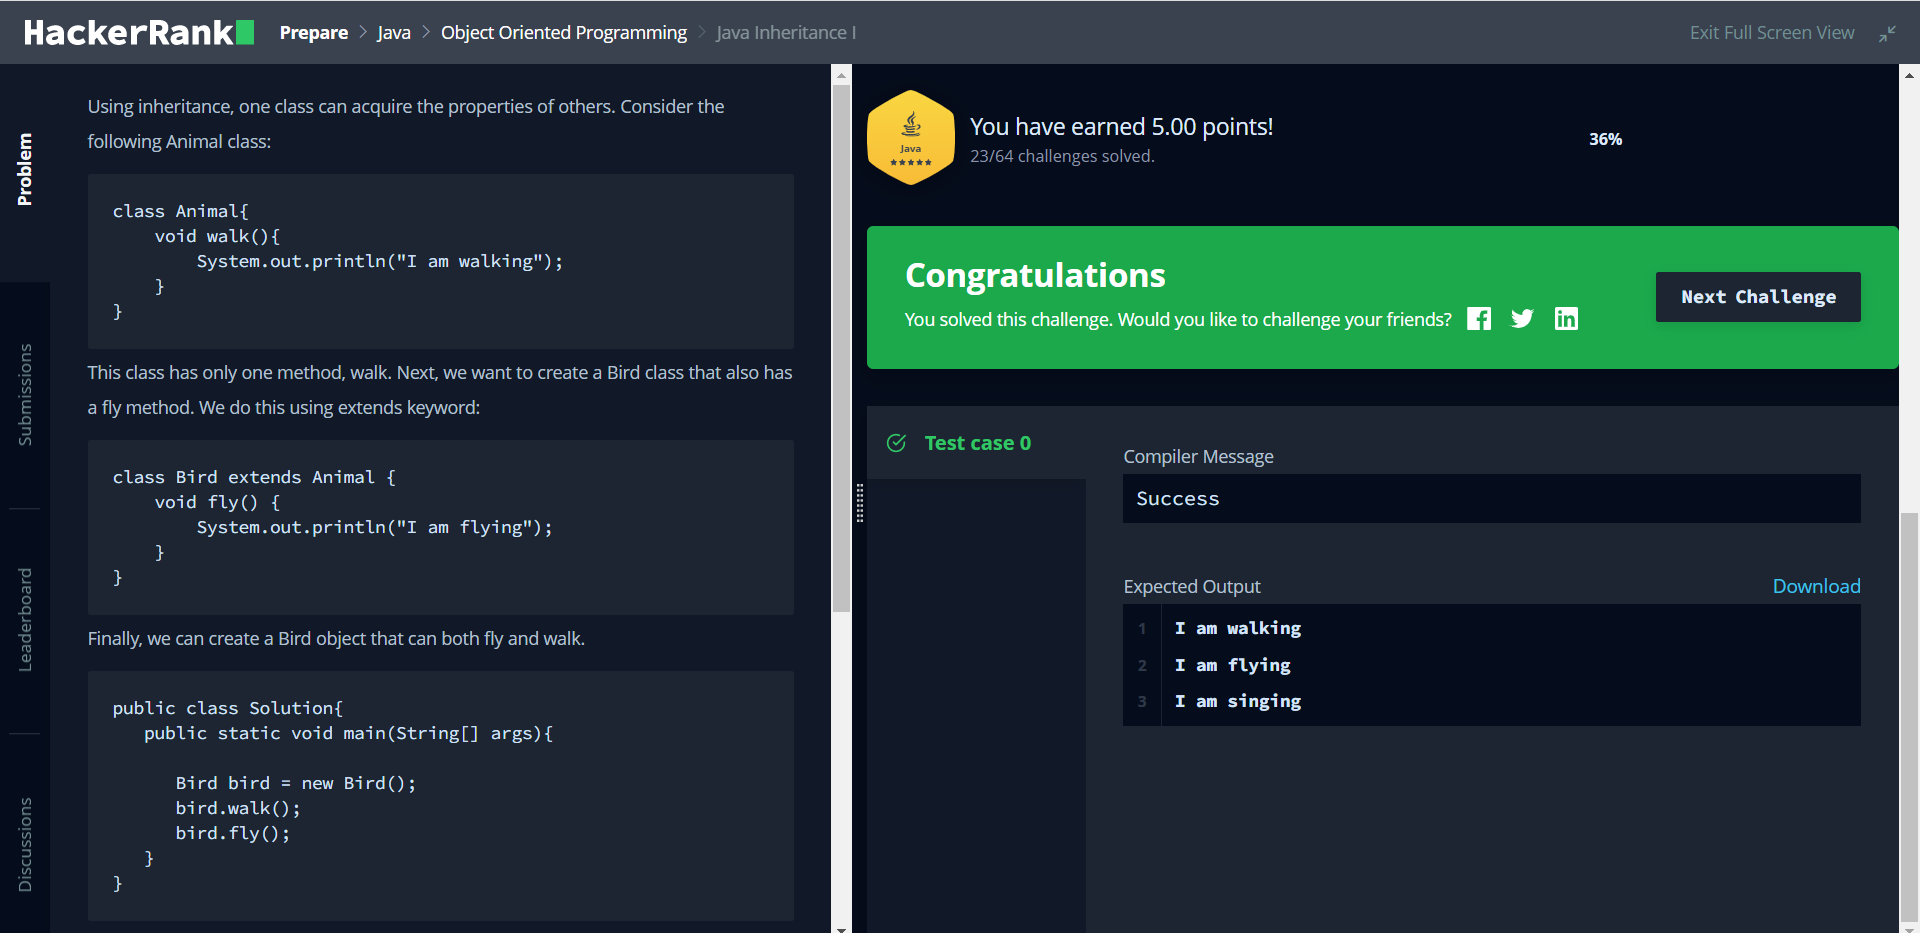 HackerRank
Prepare > Java > Object Oriented Programming > Java Inheritance I
Exit Full Screen View
Problem
Submissions
Leaderboard
Discussions
Using inheritance, one class can acquire the properties of others. Consider the
following Animal class:
class Animal{
    void walk(){
        System.out.println("I am walking");
    }
}
This class has only one method, walk. Next, we want to create a Bird class that also has
a fly method. We do this using extends keyword:
class Bird extends Animal {
    void fly() {
        System.out.println("I am flying");
    }
}
Finally, we can create a Bird object that can both fly and walk.
public class Solution{
   public static void main(String[] args){
      Bird bird = new Bird();
      bird.walk();
      bird.fly();
   }
}
Java
You have earned 5.00 points!
23/64 challenges solved.
36%
Congratulations
You solved this challenge. Would you like to challenge your friends?
Next Challenge
Test case 0
Compiler Message
Success
Expected Output
Download
1 I am walking
2 I am flying
3 I am singing